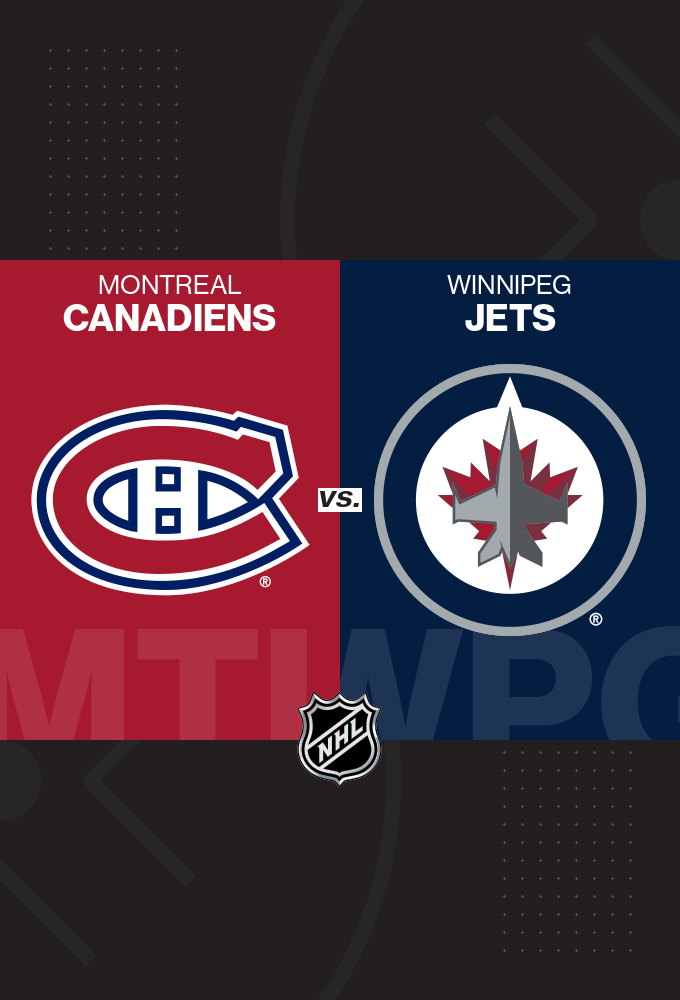 MONTREAL
CANADIENS
WINNIPEG
JETS
vs.
®
®
MTL
WPG
NHL